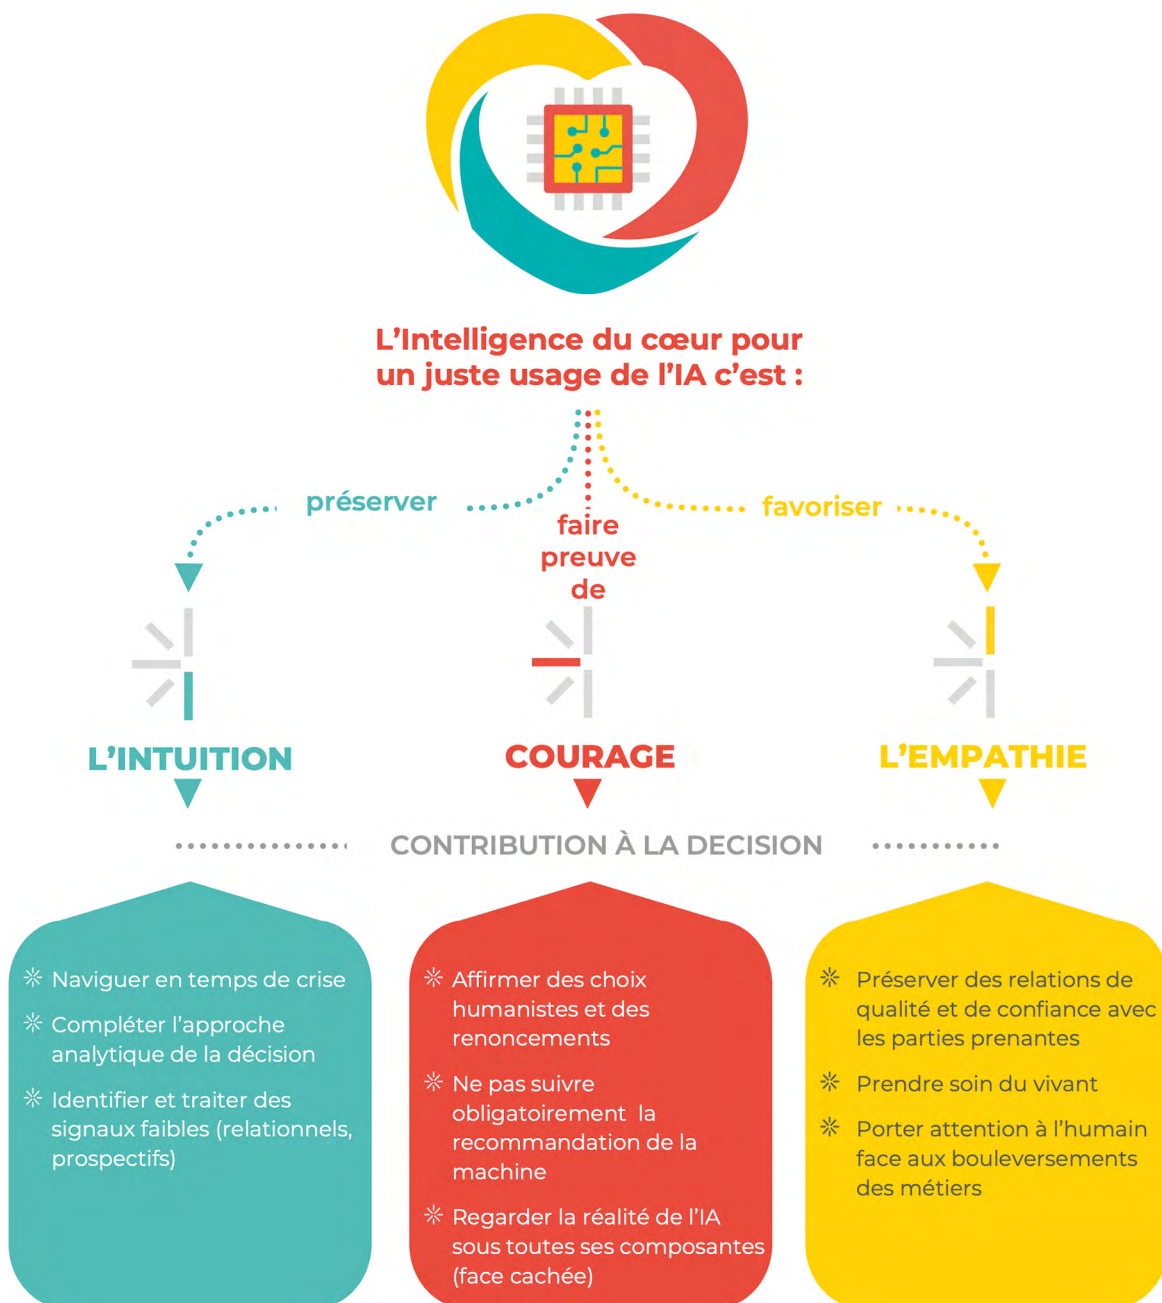 L'Intelligence du cœur pour
un juste usage de l'IA c'est :
préserver
faire
preuve
de
favoriser
L'INTUITION
COURAGE
L'EMPATHIE
CONTRIBUTION À LA DECISION
Naviguer en temps de crise
Compléter l'approche
analytique de la décision
Identifier et traiter des
signaux faibles (relationnels,
prospectifs)
Affirmer des choix
humanistes et des
renoncements
Ne pas suivre
obligatoirement la
recommandation de la
machine
Regarder la réalité de l'IA
sous toutes ses composantes
(face cachée)
Préserver des relations de
qualité et de confiance avec
les parties prenantes
Prendre soin du vivant
Porter attention à l'humain
face aux bouleversements
des métiers